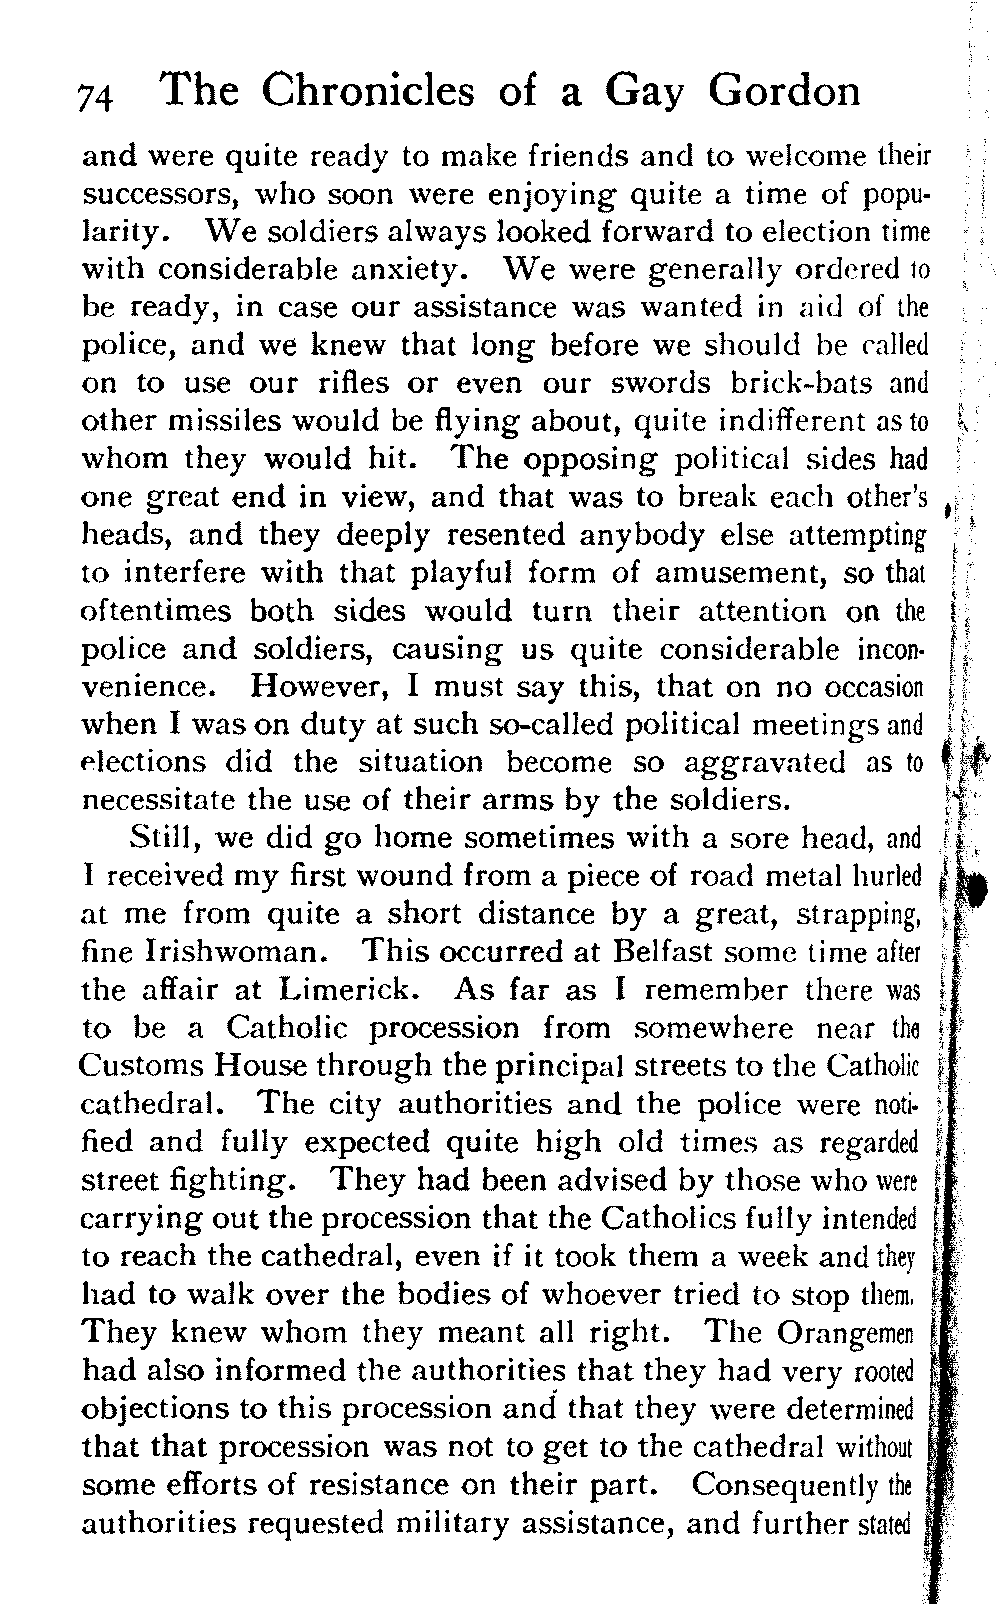 74 The Chronicles of a Gay Gordon
and were quite ready to make friends and to welcome their
successors, who soon were enjoying quite a time of popu-
larity. We soldiers always looked forward to election time
with considerable anxiety. We were generally ordered to
be ready, in case our assistance was wanted in aid of the
police, and we knew that long before we should be called
on to use our rifles or even our swords brick-bats and
other missiles would be flying about, quite indifferent as to
whom they would hit. The opposing political sides had
one great end in view, and that was to break each other's
heads, and they deeply resented anybody else attempting
to interfere with that playful form of amusement, so that
oftentimes both sides would turn their attention on the
police and soldiers, causing us quite considerable incon-
venience. However, I must say this, that on no occasion
when I was on duty at such so-called political meetings and
elections did the situation become so aggravated as to
necessitate the use of their arms by the soldiers.
Still, we did go home sometimes with a sore head, and
I received my first wound from a piece of road metal hurled
at me from quite a short distance by a great, strapping,
fine Irishwoman. This occurred at Belfast some time after
the affair at Limerick. As far as I remember there was
to be a Catholic procession from somewhere near the
Customs House through the principal streets to the Catholic
cathedral. The city authorities and the police were noti-
fied and fully expected quite high old times as regarded
street fighting. They had been advised by those who were
carrying out the procession that the Catholics fully intended
to reach the cathedral, even if it took them a week and they
had to walk over the bodies of whoever tried to stop them.
They knew whom they meant all right. The Orangemen
had also informed the authorities that they had very rooted
objections to this procession and that they were determined
that that procession was not to get to the cathedral without
some efforts of resistance on their part. Consequently the
authorities requested military assistance, and further stated